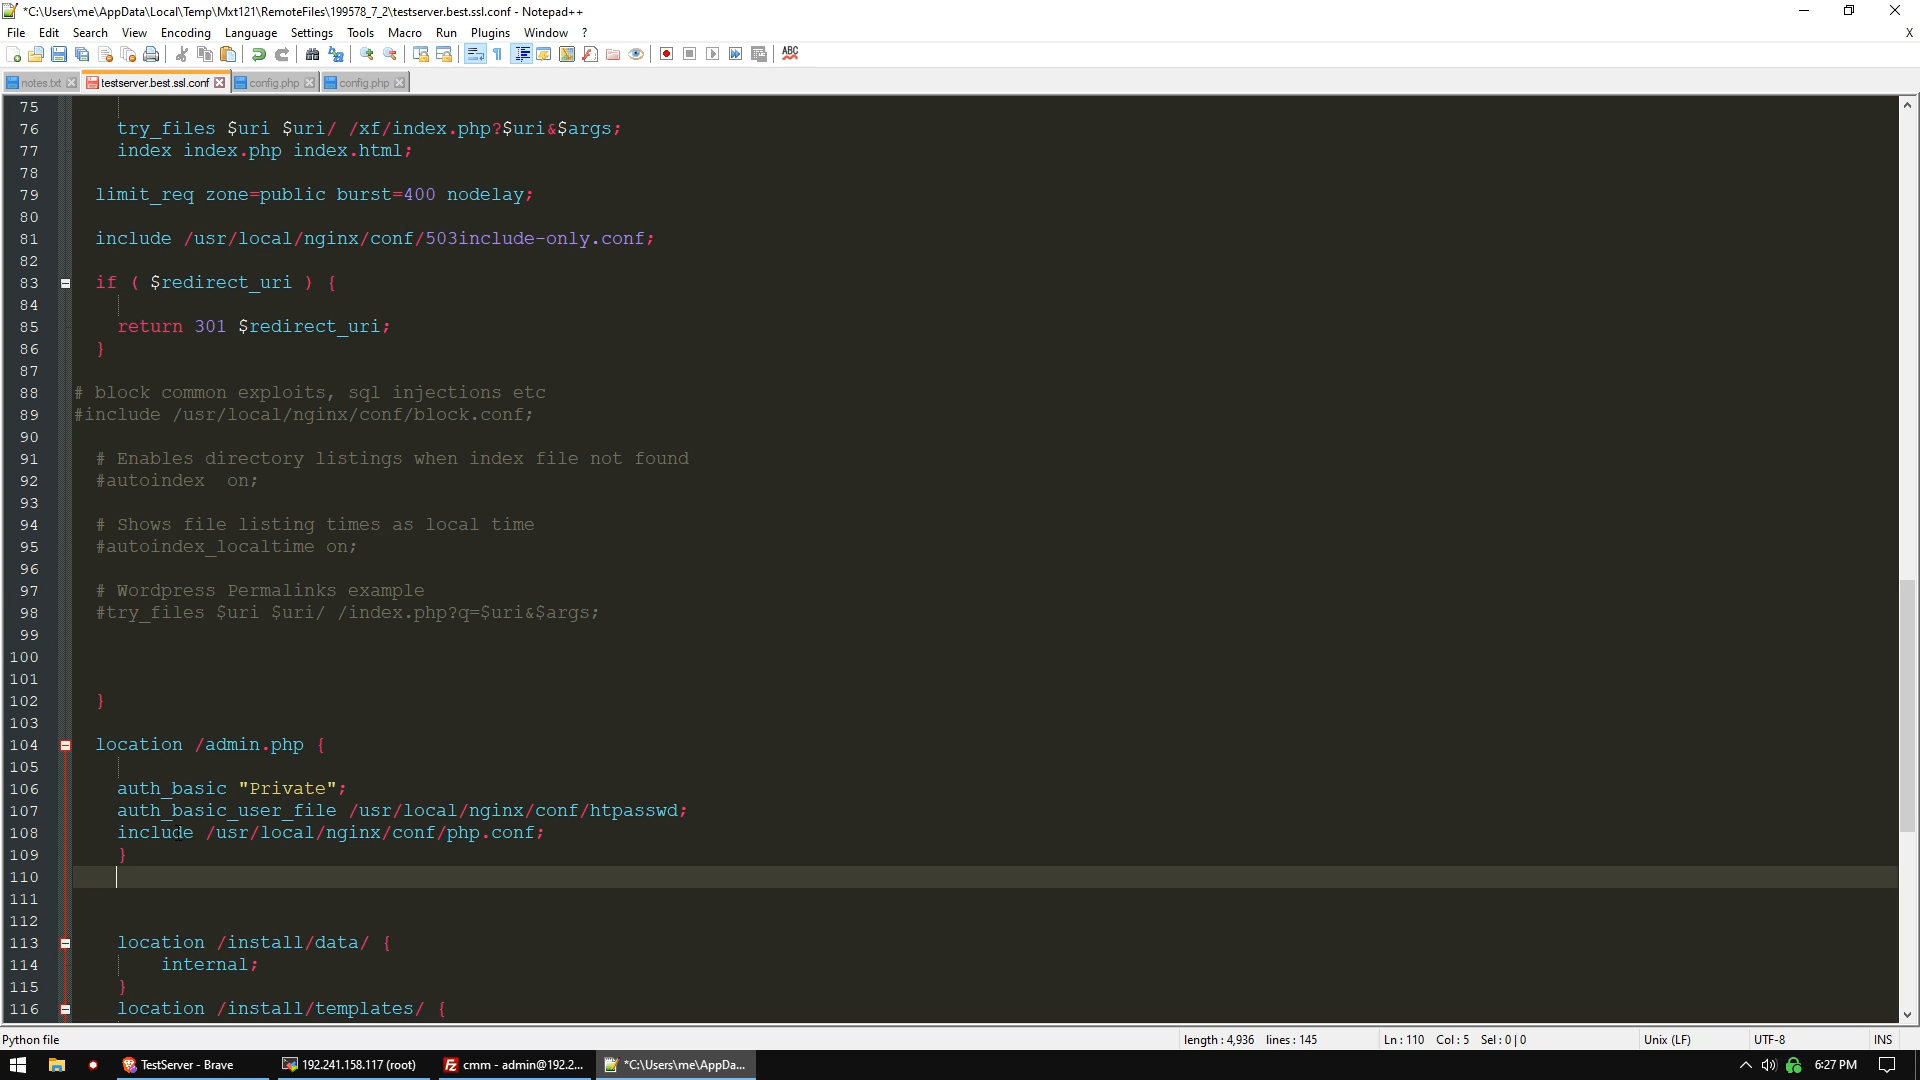 *C:\Users\me\AppData\Local\Temp\Mxt121\RemoteFiles\199578_7_2\testserver.best.ssl.conf - Notepad++
File Edit Search View Encoding Language Settings Tools Macro Run Plugins Window ? X
ABC
notes.txt testserver.best.ssl.conf config.php config.php
75
76 try_files $uri $uri/ /xf/index.php?$uri&$args;
77 index index.php index.html;
78
79 limit_req zone=public burst=400 nodelay;
80
81 include /usr/local/nginx/conf/503include-only.conf;
82
83 if ( $redirect_uri ) {
84
85 return 301 $redirect_uri;
86 }
87
88 # block common exploits, sql injections etc
89 #include /usr/local/nginx/conf/block.conf;
90
91 # Enables directory listings when index file not found
92 #autoindex  on;
93
94 # Shows file listing times as local time
95 #autoindex_localtime on;
96
97 # Wordpress Permalinks example
98 #try_files $uri $uri/ /index.php?q=$uri&$args;
99
100
101
102 }
103
104 location /admin.php {
105
106 auth_basic "Private";
107 auth_basic_user_file /usr/local/nginx/conf/htpasswd;
108 include /usr/local/nginx/conf/php.conf;
109 }
110
111
112
113 location /install/data/ {
114 internal;
115 }
116 location /install/templates/ {
Python file length : 4,936 lines : 145 Ln : 110 Col : 5 Sel : 0 | 0 Unix (LF) UTF-8 INS
TestServer - Brave 192.241.158.117 (root) cmm - admin@192.2... *C:\Users\me\AppDa... 6:27 PM